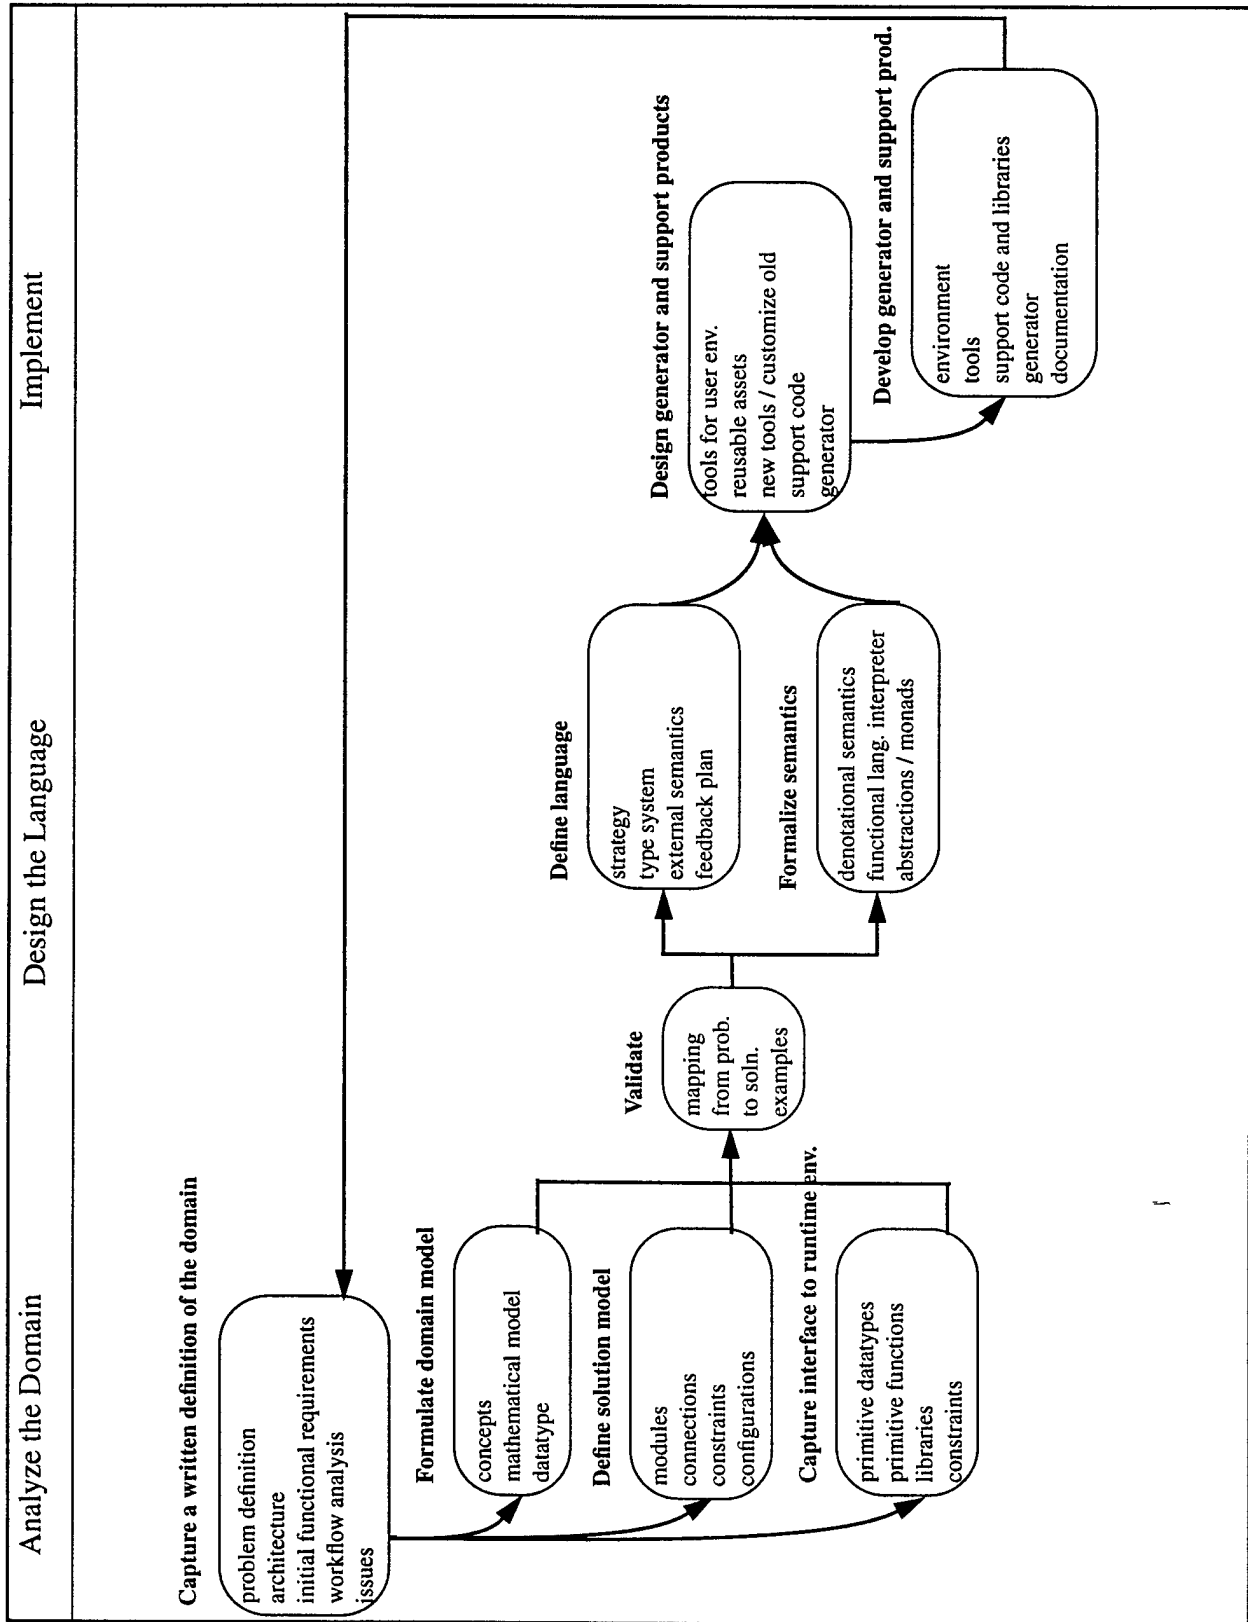 Analyze the Domain
Design the Language
Implement
Capture a written definition of the domain
problem definition
architecture
initial functional requirements
workflow analysis
issues
Formulate domain model
concepts
mathematical model
datatype
Define solution model
modules
connections
constraints
configurations
Capture interface to runtime env.
primitive datatypes
primitive functions
libraries
constraints
Validate
mapping
from prob.
to soln.
examples
Define language
strategy
type system
external semantics
feedback plan
Formalize semantics
denotational semantics
functional lang. interpreter
abstractions / monads
Design generator and support products
tools for user env.
reusable assets
new tools / customize old
support code
generator
Develop generator and support prod.
environment
tools
support code and libraries
generator
documentation